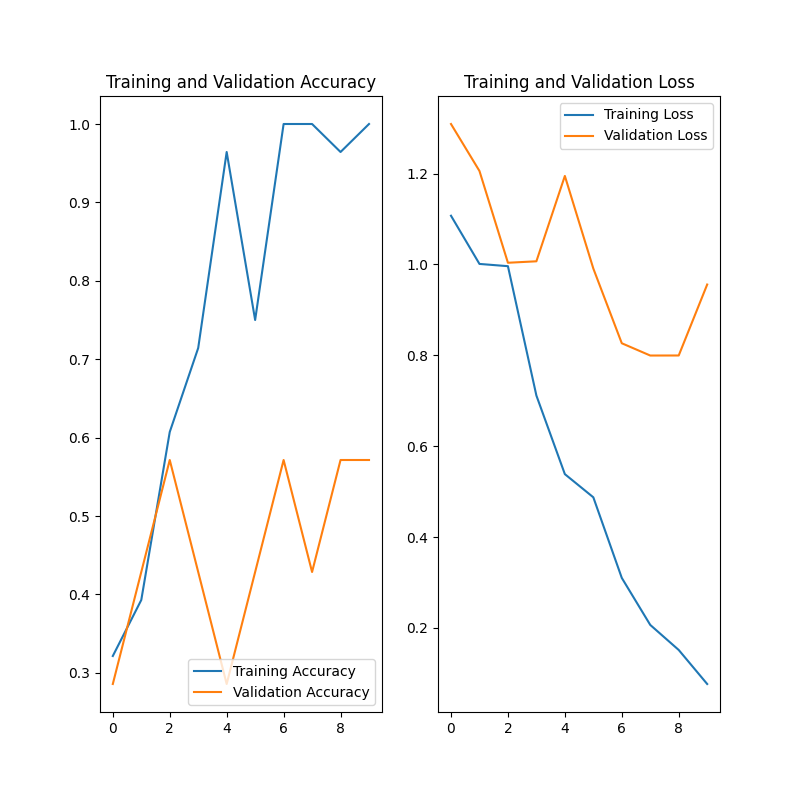 Training and Validation Accuracy
1.0
0.9
0.8
0.7
0.6
0.5
0.4
0.3
0 2 4 6 8
Training Accuracy
Validation Accuracy
Training and Validation Loss
1.2
1.0
0.8
0.6
0.4
0.2
0 2 4 6 8
Training Loss
Validation Loss